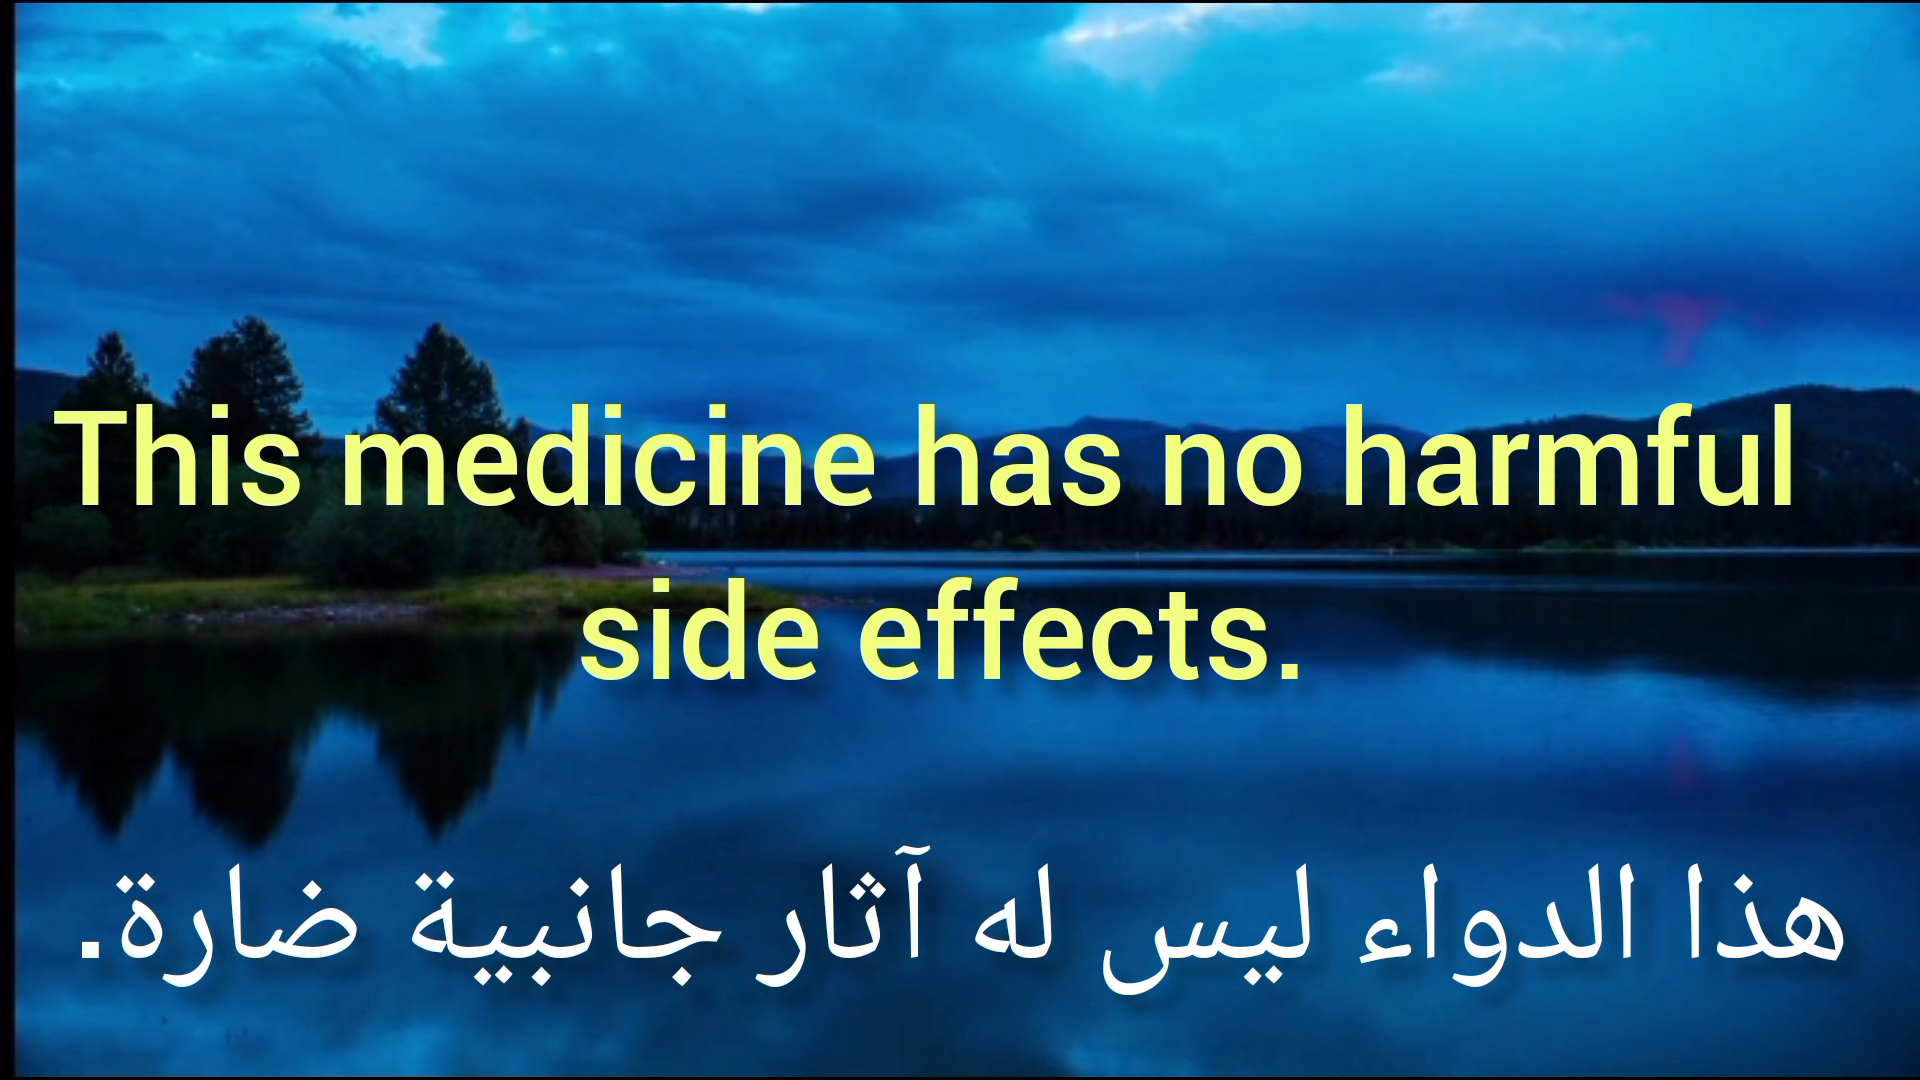 This medicine has no harmful
side effects.
هذا الدواء ليس له آثار جانبية ضارة.